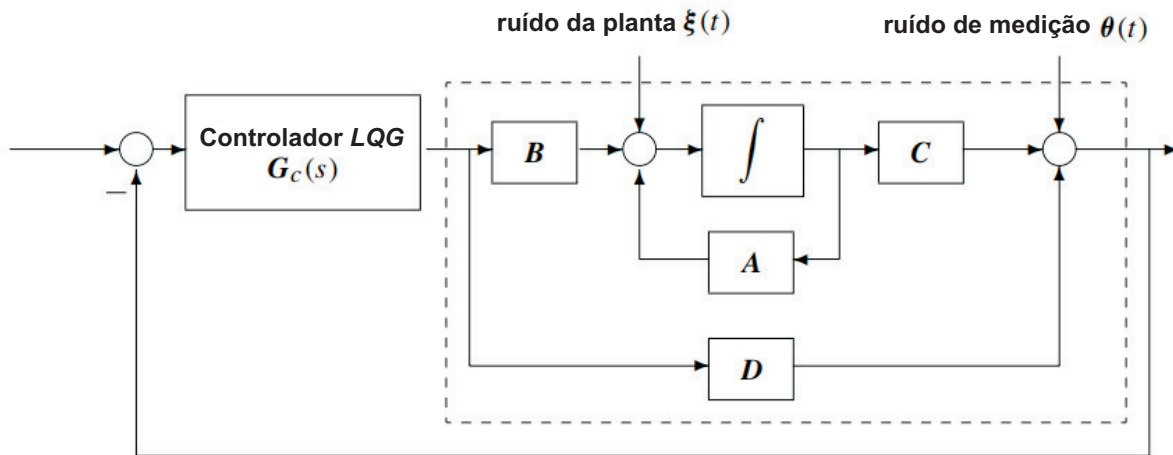 ruído da planta ξ(t)
ruído de medição θ(t)
Controlador LQG
G_C(s)
B
∫
C
A
D
−